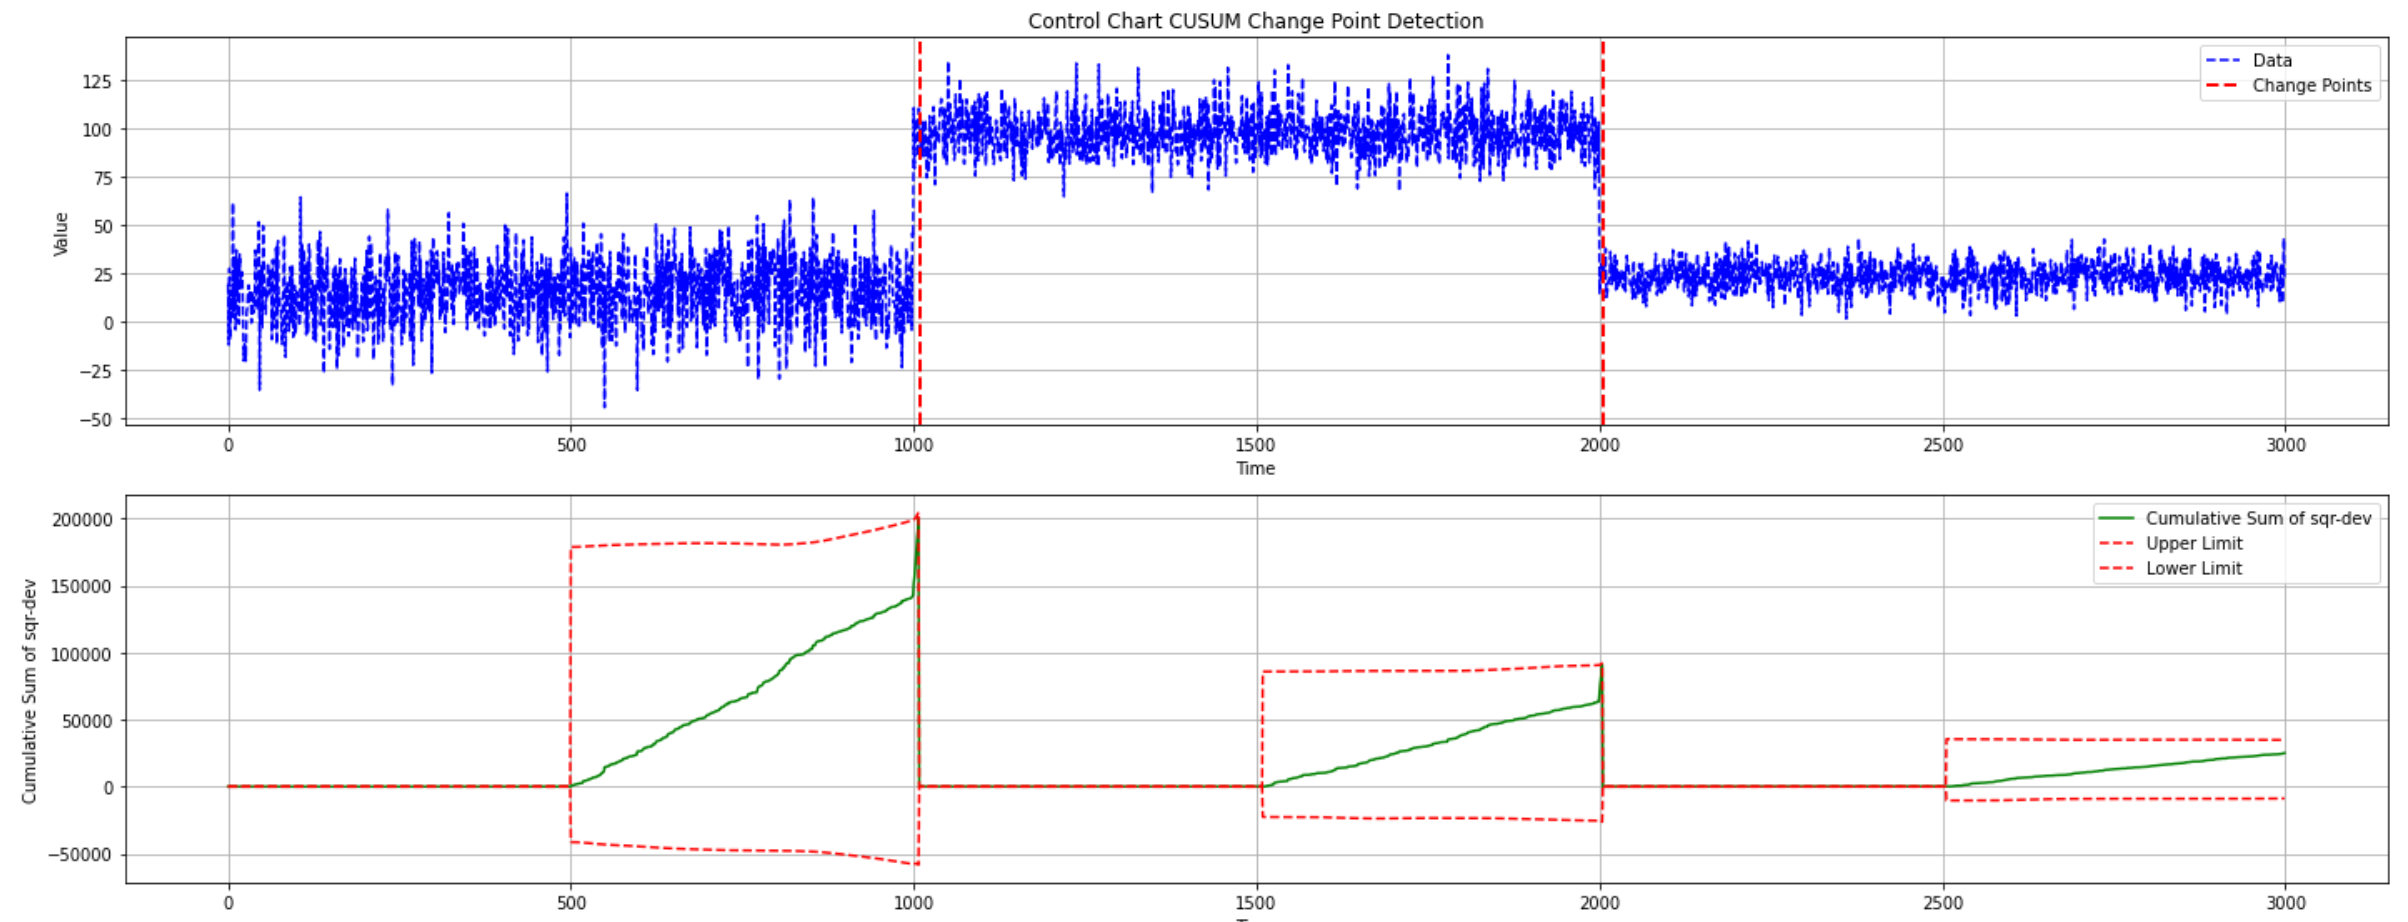 Control Chart CUSUM Change Point Detection
Value
125
100
75
50
25
0
−25
−50
Data
Change Points
0 500 1000 1500 2000 2500 3000
Time
Cumulative Sum of sqr-dev
200000
150000
100000
50000
0
−50000
Cumulative Sum of sqr-dev
Upper Limit
Lower Limit
0 500 1000 1500 2000 2500 3000